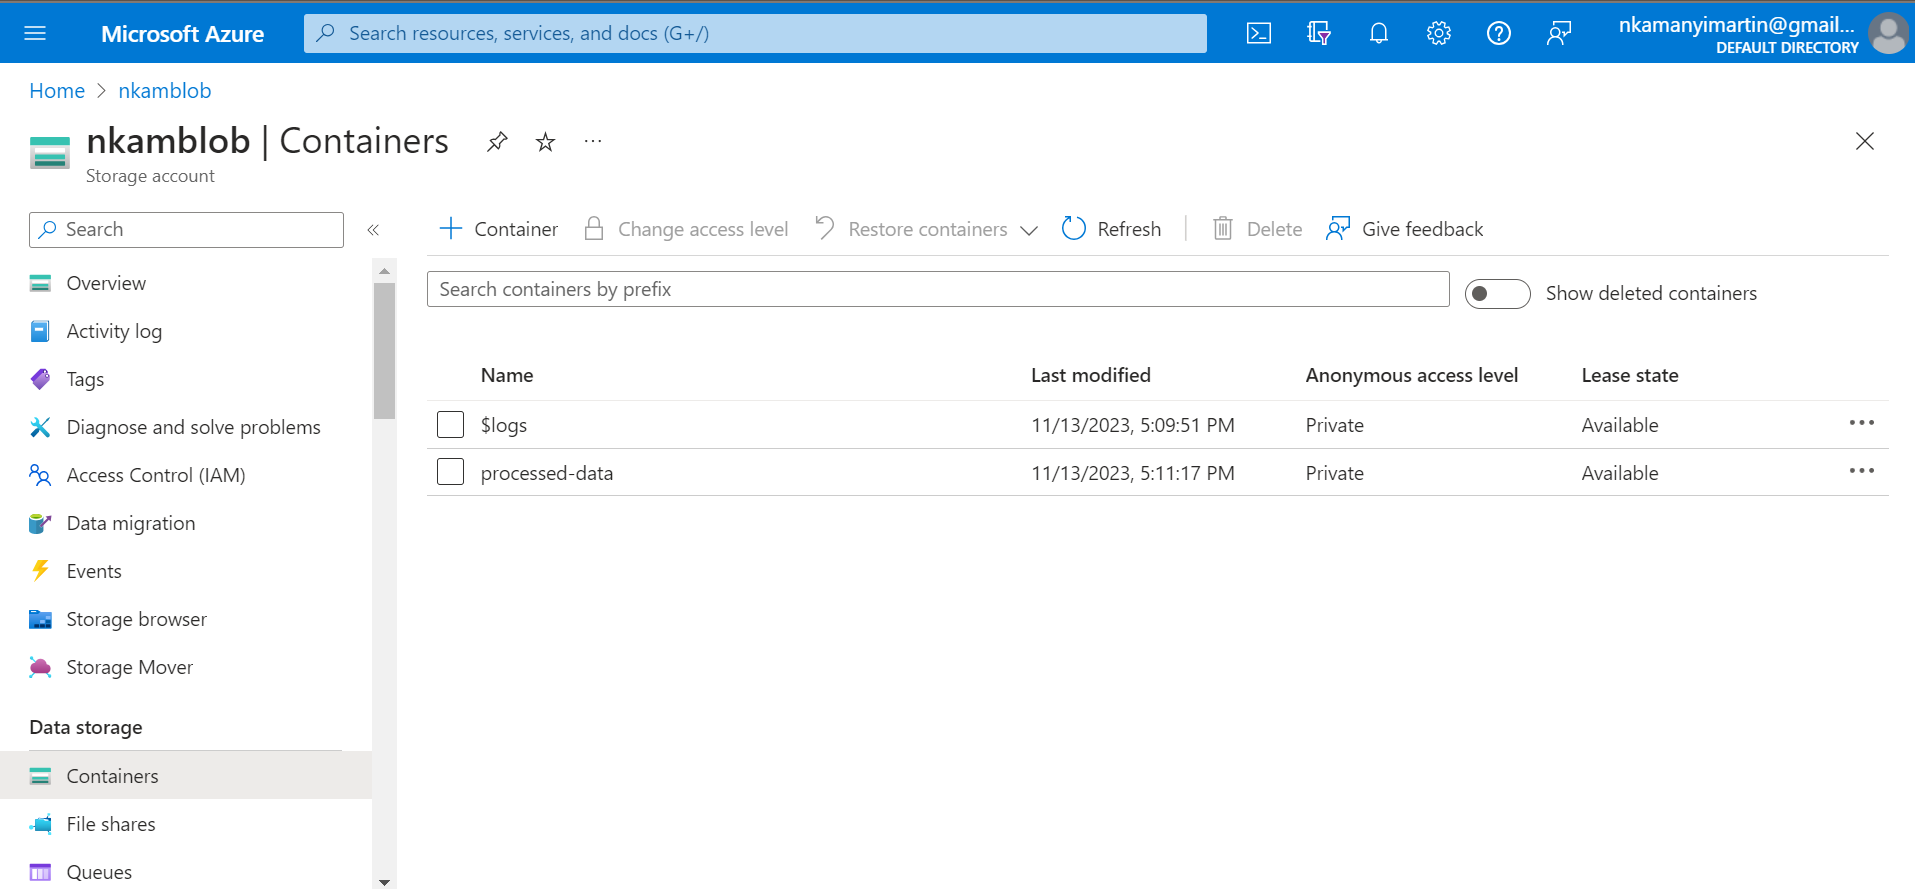 Microsoft Azure
Search resources, services, and docs (G+/)
nkamanyimartin@gmail...
DEFAULT DIRECTORY
Home > nkamblob
nkamblob | Containers
Storage account
Search
Overview
Activity log
Tags
Diagnose and solve problems
Access Control (IAM)
Data migration
Events
Storage browser
Storage Mover
Data storage
Containers
File shares
Queues
Container Change access level Restore containers Refresh Delete Give feedback
Search containers by prefix
Show deleted containers
Name Last modified Anonymous access level Lease state
$logs 11/13/2023, 5:09:51 PM Private Available
processed-data 11/13/2023, 5:11:17 PM Private Available